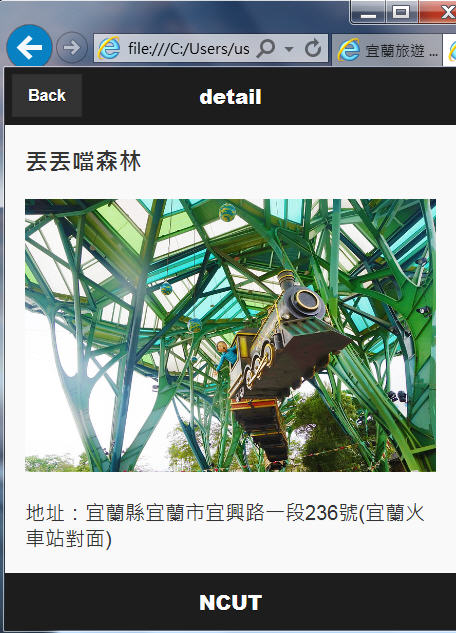 file:///C:/Users/us
宜蘭旅遊 ...
Back
detail
丟丟噹森林
地址：宜蘭縣宜蘭市宜興路一段236號(宜蘭火
車站對面)
NCUT